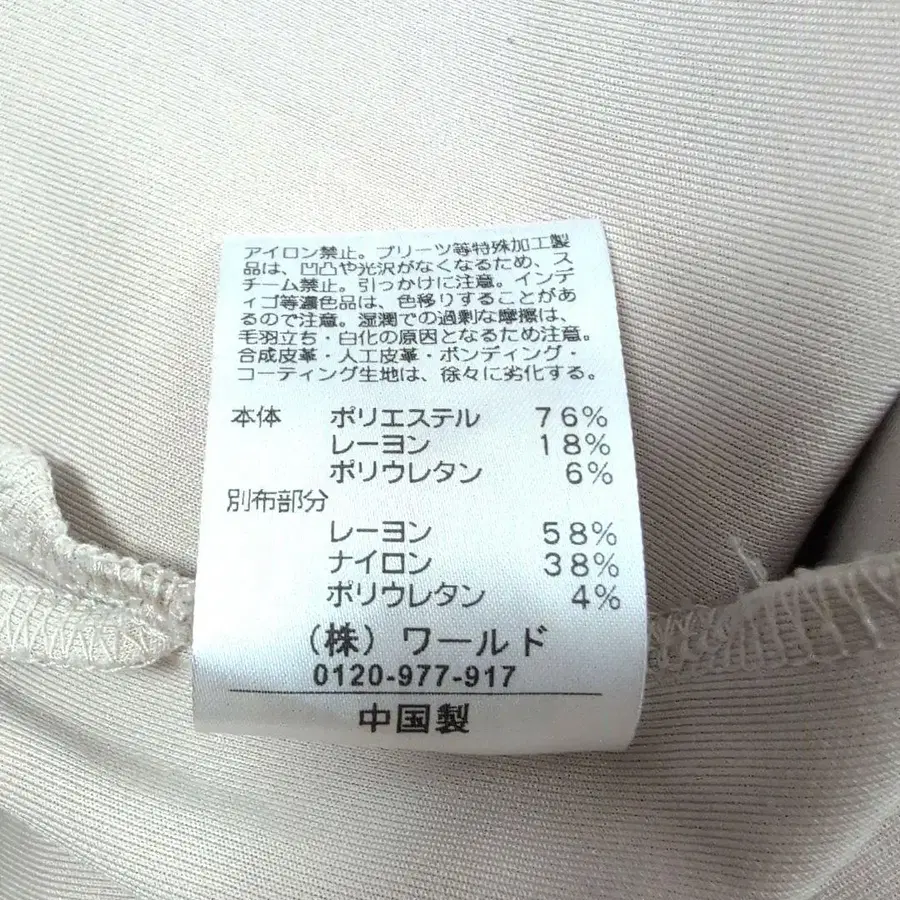 アイロン禁止。プリーツ等特殊加工製
品は、凹凸や光沢がなくなるため、ス
チーム禁止。引っかけに注意。インデ
ィゴ等濃色品は、色移りすることがあ
るので注意。湿潤での過剰な摩擦は、
毛羽立ち・白化の原因となるため注意。
合成皮革・人工皮革・ボンディング・
コーティング生地は、徐々に劣化する。
本体 ポリエステル 76%
レーヨン 18%
ポリウレタン 6%
別布部分
レーヨン 58%
ナイロン 38%
ポリウレタン 4%
(株) ワールド
0120-977-917
中国製